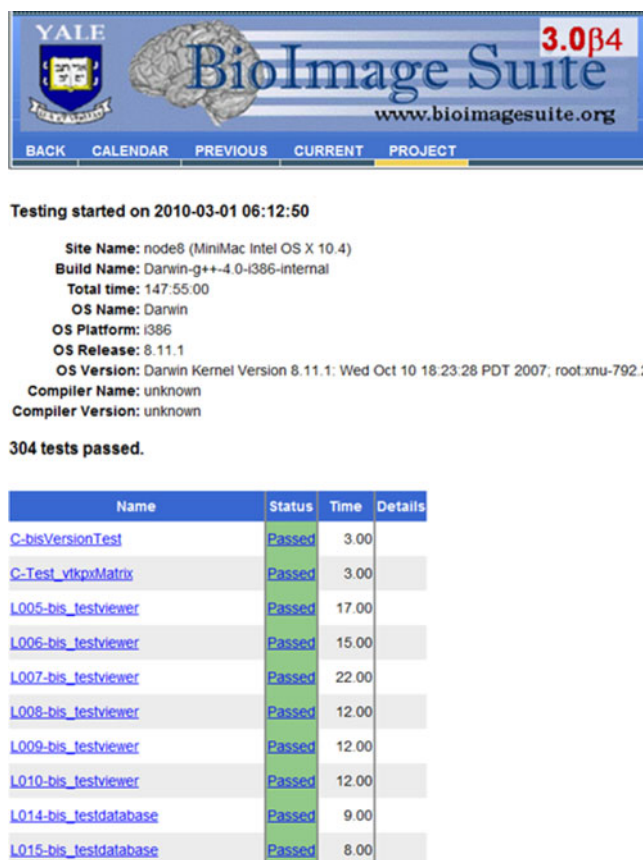 YALE
BioImage Suite
3.0β4
www.bioimagesuite.org
BACK CALENDAR PREVIOUS CURRENT PROJECT
Testing started on 2010-03-01 06:12:50
Site Name: node8 (MiniMac Intel OS X 10.4)
Build Name: Darwin-g++-4.0-i386-internal
Total time: 147:55:00
OS Name: Darwin
OS Platform: i386
OS Release: 8.11.1
OS Version: Darwin Kernel Version 8.11.1: Wed Oct 10 18:23:28 PDT 2007; root:xnu-792.2
Compiler Name: unknown
Compiler Version: unknown
304 tests passed.
Name Status Time Details
C-bisVersionTest Passed 3.00
C-Test_vtkpxMatrix Passed 3.00
L005-bis_testviewer Passed 17.00
L006-bis_testviewer Passed 15.00
L007-bis_testviewer Passed 22.00
L008-bis_testviewer Passed 12.00
L009-bis_testviewer Passed 12.00
L010-bis_testviewer Passed 12.00
L014-bis_testdatabase Passed 9.00
L015-bis_testdatabase Passed 8.00